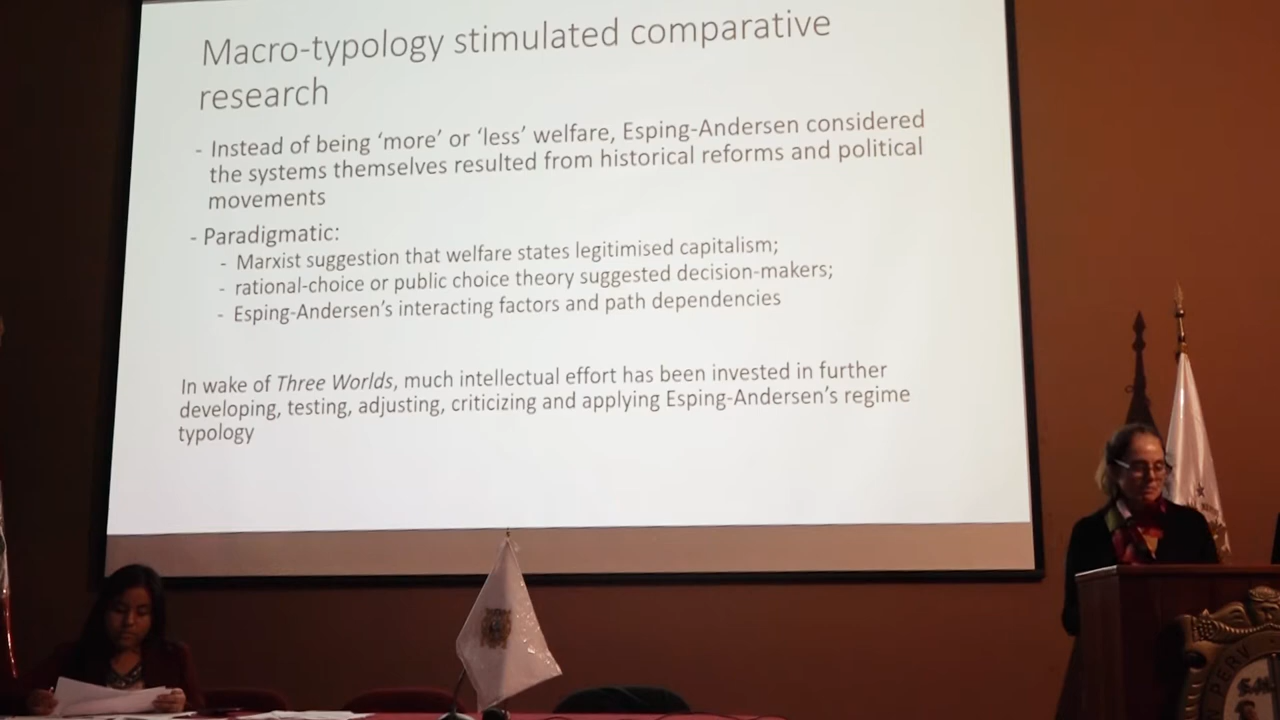 Macro-typology stimulated comparative
research
- Instead of being ‘more’ or ‘less’ welfare, Esping-Andersen considered
the systems themselves resulted from historical reforms and political
movements
- Paradigmatic:
- Marxist suggestion that welfare states legitimised capitalism;
- rational-choice or public choice theory suggested decision-makers;
- Esping-Andersen’s interacting factors and path dependencies
In wake of Three Worlds, much intellectual effort has been invested in further
developing, testing, adjusting, criticizing and applying Esping-Andersen’s regime
typology
PERV